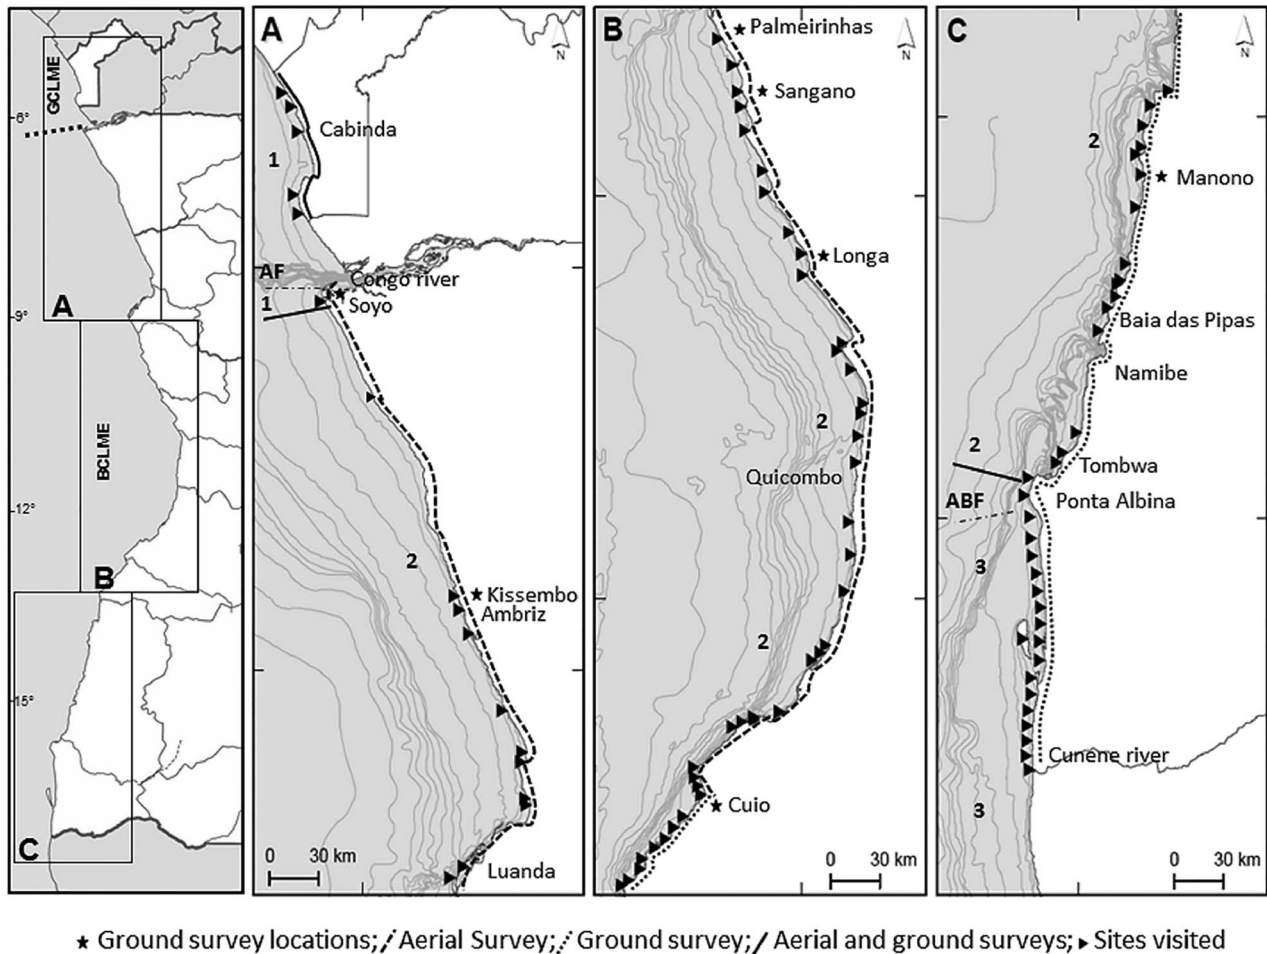 GCLME
6°
A
9°
BCLME
12°
B
15°
C
A
N
Cabinda
1
AF
Congo river
1
Soyo
2
Kissembo
Ambriz
0 30 km
Luanda
B
N
Palmeirinhas
Sangano
Longa
2
Quicombo
2
Cuio
0 30 km
C
N
2
Manono
Baia das Pipas
Namibe
2
Tombwa
ABF
Ponta Albina
3
Cunene river
3
0 30 km
Ground survey locations; Aerial Survey; Ground survey; Aerial and ground surveys; Sites visited